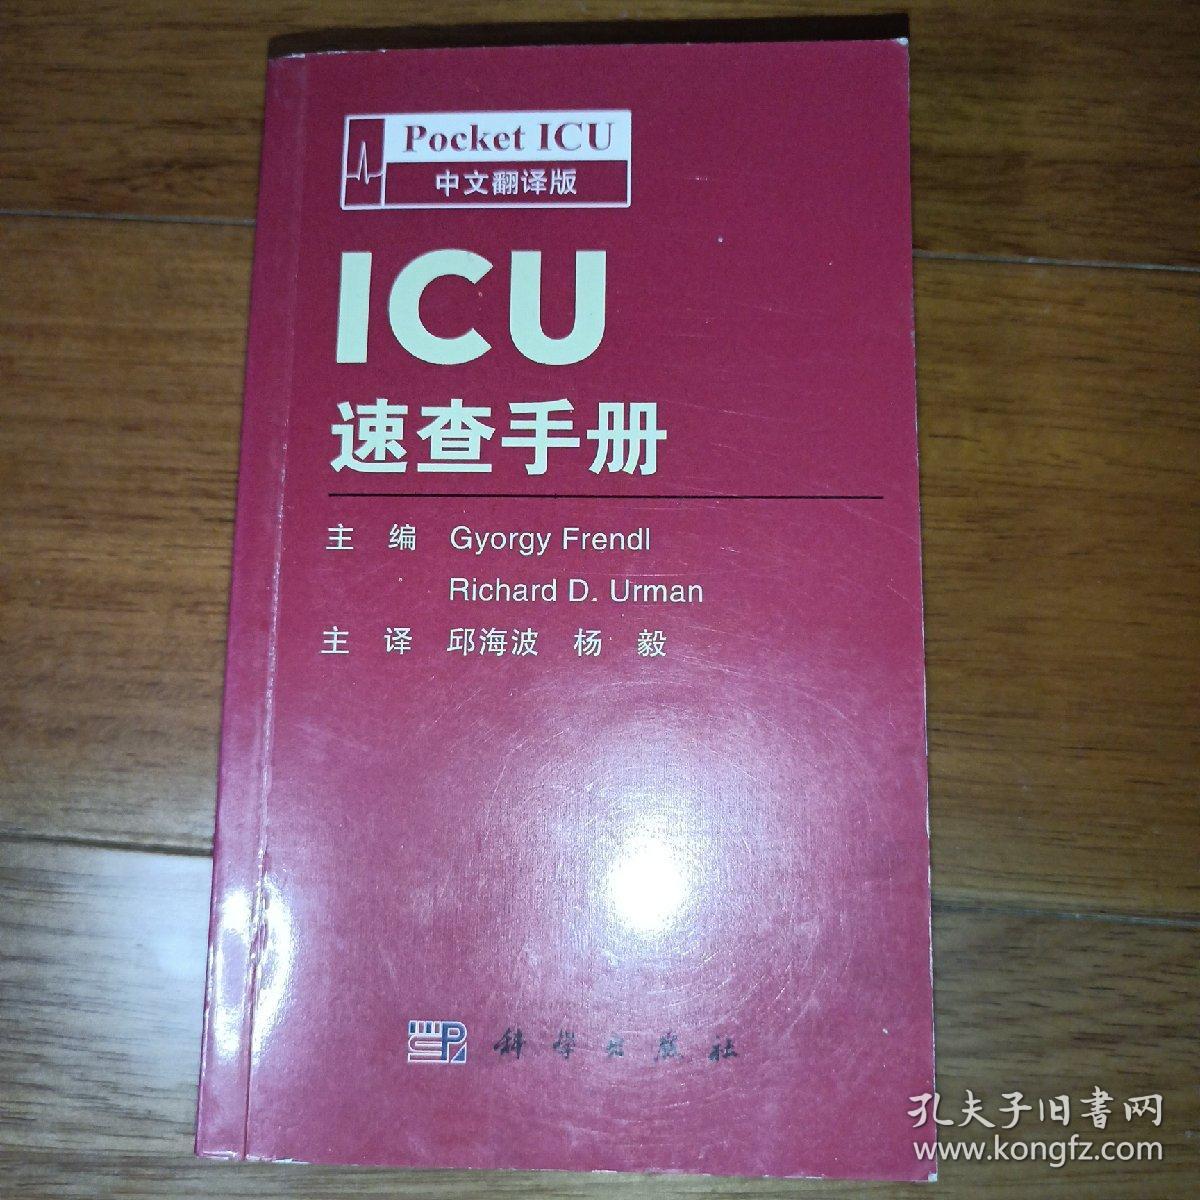 Pocket ICU
中文翻译版
ICU
速查手册
主 编 Gyorgy Frendl
Richard D. Urman
主 译 邱海波 杨 毅
科学出版社
孔夫子旧书网
www.kongfz.com